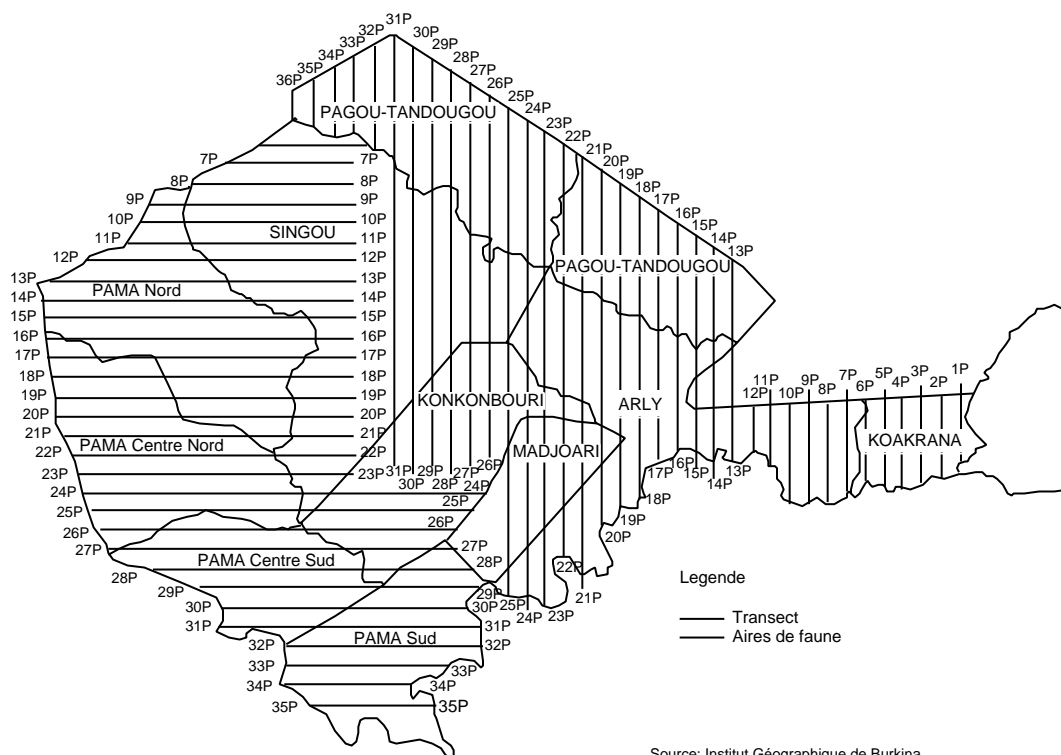 31P
32P 30P
33P 29P
34P 28P
35P 27P
36P 26P
25P
PAGOU-TANDOUGOU 24P
23P
22P
7P 7P 21P
20P
8P 8P 19P
9P 9P 18P
10P 10P 17P
SINGOU 16P
11P 11P 15P
12P 12P 14P
13P
PAGOU-TANDOUGOU
13P 13P
PAMA Nord
14P 14P
15P 15P
16P 16P
17P 17P
18P 18P
12P 11P 10P 9P 8P 7P 6P 5P 4P 3P 2P 1P
19P 19P
KONKONBOURI ARLY
20P 20P
21P 21P
PAMA Centre Nord KOAKRANA
22P 22P MADJOARI
23P 23P 31P 30P 29P 28P 27P 26P 17P 16P 15P 14P 13P
24P 24P
18P
25P 25P
19P
26P 26P
20P
27P 27P
PAMA Centre Sud
28P 28P 22P
Legende
29P 29P 21P
30P 30P 25P 24P 23P
Transect
31P 31P
Aires de faune
PAMA Sud
32P 32P
33P 33P
34P 34P
35P 35P
Source: Institut Géographique de Burkina